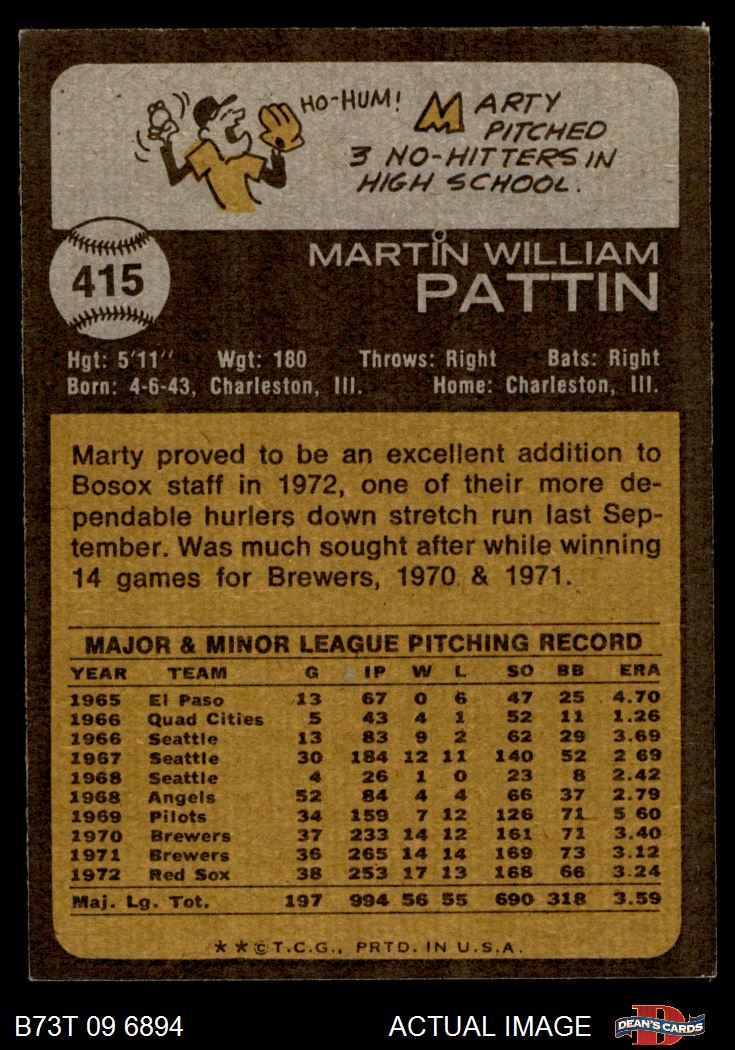 HO-HUM!
MARTY
PITCHED
3 NO-HITTERS IN
HIGH SCHOOL.
415
MARTIN WILLIAM
PATTIN
Hgt: 5'11" Wgt: 180 Throws: Right Bats: Right
Born: 4-6-43, Charleston, Ill. Home: Charleston, Ill.
Marty proved to be an excellent addition to
Bosox staff in 1972, one of their more de-
pendable hurlers down stretch run last Sep-
tember. Was much sought after while winning
14 games for Brewers, 1970 & 1971.
MAJOR & MINOR LEAGUE PITCHING RECORD
YEAR TEAM G IP W L SO BB ERA
1965 El Paso 13 67 0 6 47 25 4.70
1966 Quad Cities 5 43 4 1 52 11 1.26
1966 Seattle 13 83 9 2 62 29 3.69
1967 Seattle 30 184 12 11 140 52 2 69
1968 Seattle 4 26 1 0 23 8 2.42
1968 Angels 52 84 4 4 66 37 2.79
1969 Pilots 34 159 7 12 126 71 5 60
1970 Brewers 37 233 14 12 161 71 3.40
1971 Brewers 36 265 14 14 169 73 3.12
1972 Red Sox 38 253 17 13 168 66 3.24
Maj. Lg. Tot. 197 994 56 55 690 318 3.59
* * © T.C.G., PRTD. IN U.S.A.
B73T 09 6894 ACTUAL IMAGE DEAN'S CARDS